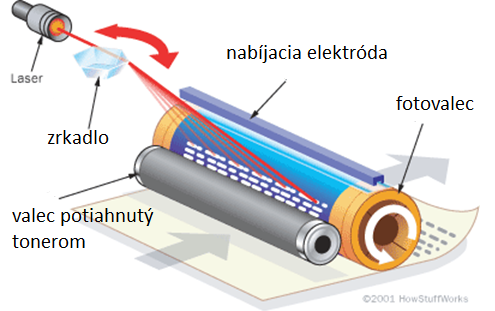 Laser
nabíjacia elektróda
fotovalec
zrkadlo
valec potiahnutý
tonerom
©2001 HowStuffWorks